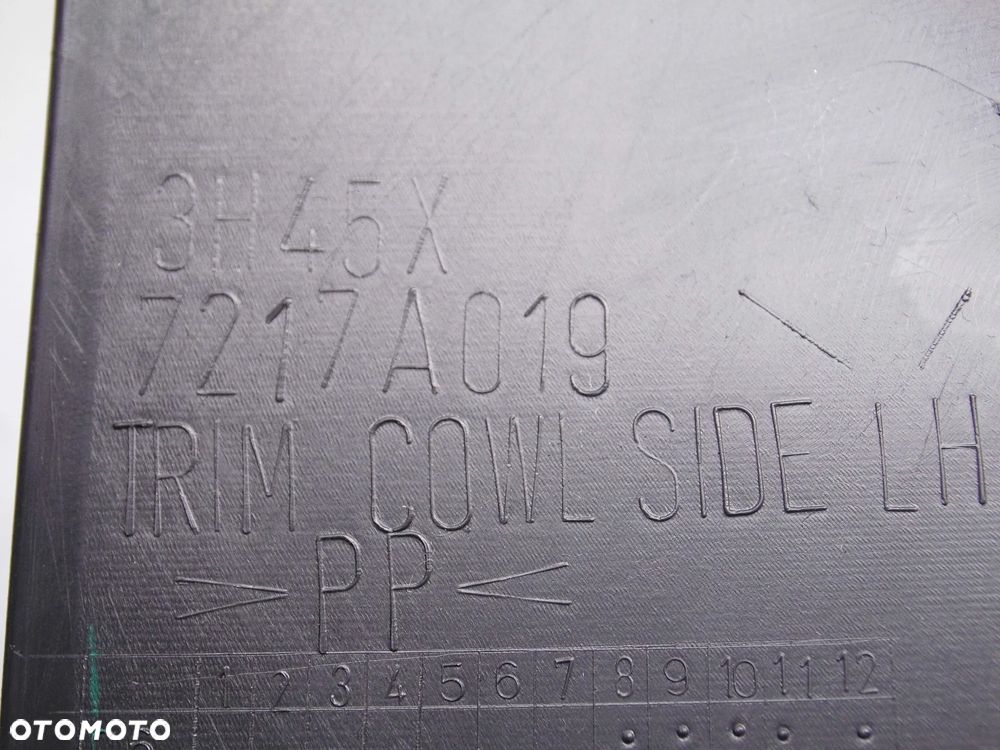 3H45X
7217A019
TRIM COWL SIDE LH
>PP<
1 2 3 4 5 6 7 8 9 10 11 12
OTOMOTO